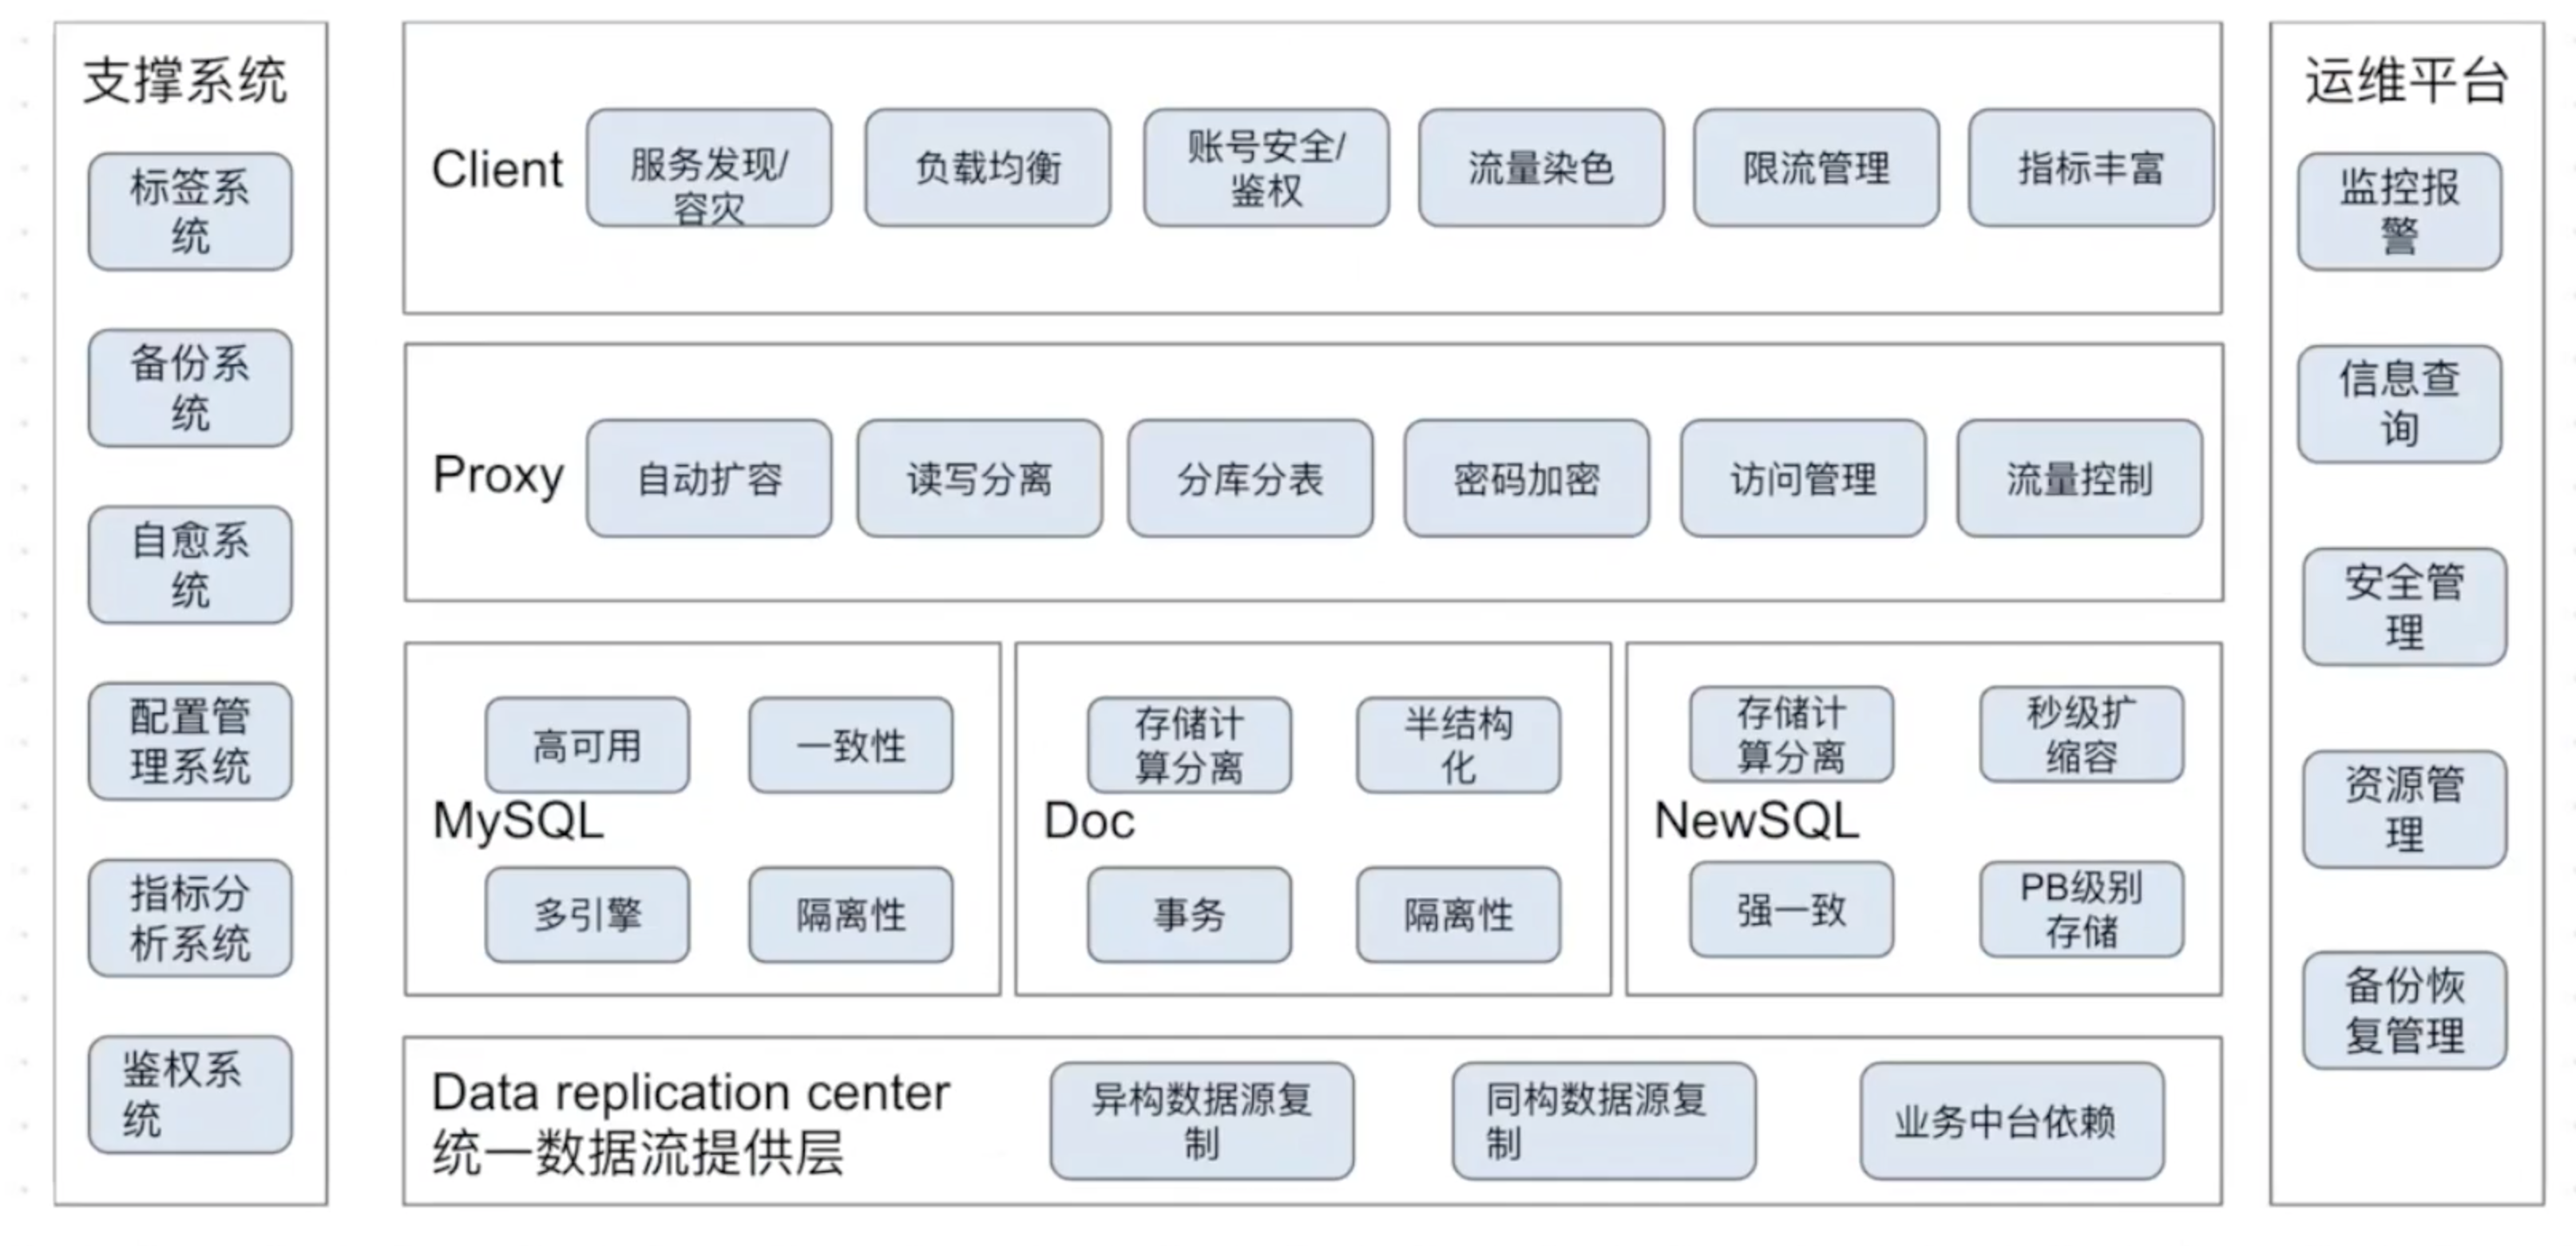 支撑系统
标签系
统
备份系
统
自愈系
统
配置管
理系统
指标分
析系统
鉴权系
统
Client
服务发现/
容灾
负载均衡
账号安全/
鉴权
流量染色
限流管理
指标丰富
Proxy
自动扩容
读写分离
分库分表
密码加密
访问管理
流量控制
MySQL
高可用
一致性
多引擎
隔离性
Doc
存储计
算分离
半结构
化
事务
隔离性
NewSQL
存储计
算分离
秒级扩
缩容
强一致
PB级别
存储
Data replication center
统一数据流提供层
异构数据源复
制
同构数据源复
制
业务中台依赖
运维平台
监控报
警
信息查
询
安全管
理
资源管
理
备份恢
复管理